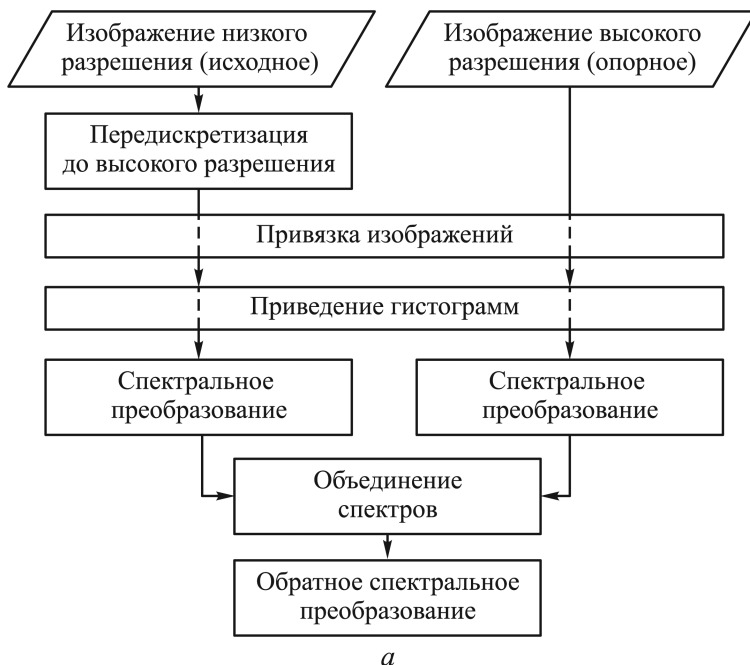 Изображение низкого
разрешения (исходное)
Изображение высокого
разрешения (опорное)
Передискретизация
до высокого разрешения
Привязка изображений
Приведение гистограмм
Спектральное
преобразование
Спектральное
преобразование
Объединение
спектров
Обратное спектральное
преобразование
а